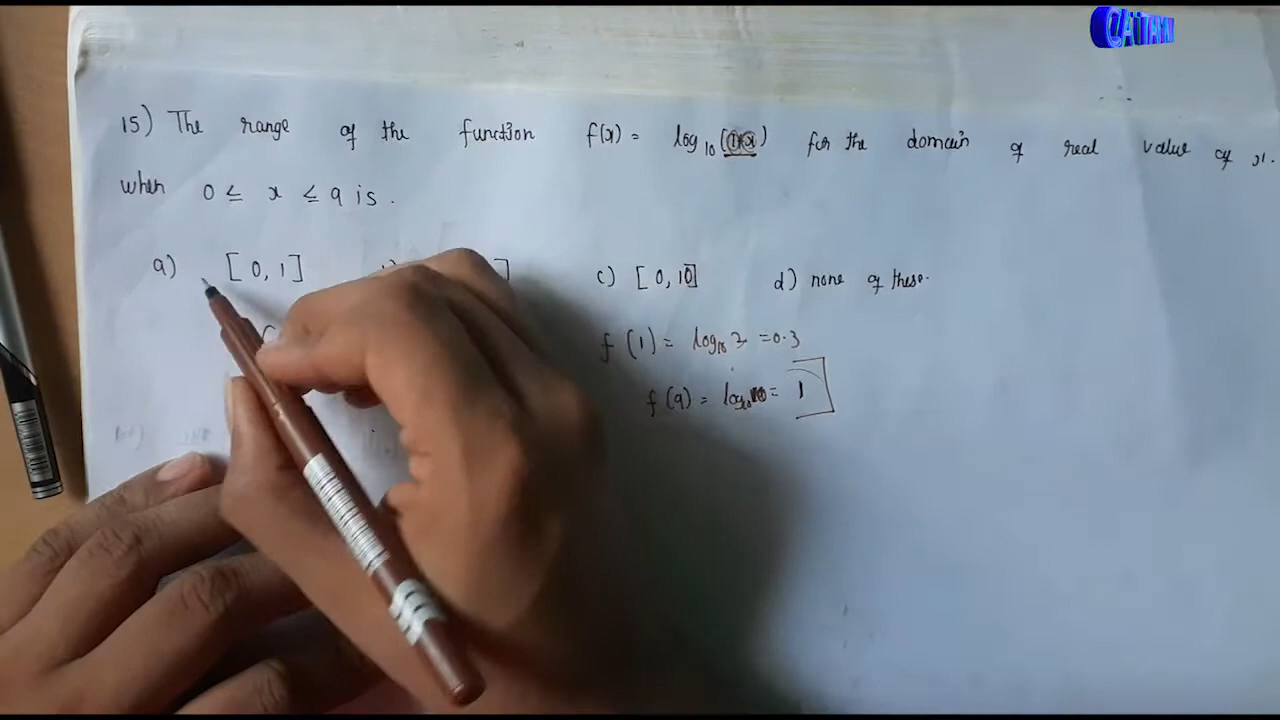 CAITAM
15) The range of the function f(x) = log10 (1+x) for the domain of real value of x.
when 0 ≤ x ≤ 9 is.
a) [0, 1] ] c) [0, 10] d) none of these.
f(1) = log10 2 = 0.3
f(9) = log10 10 = 1